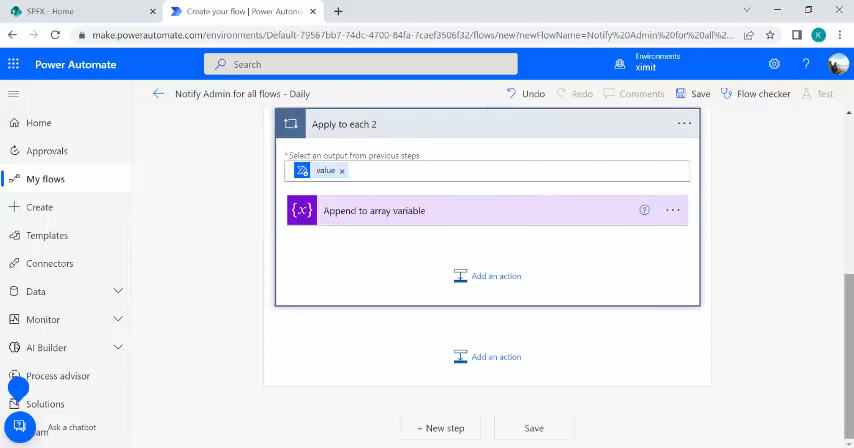 SPFX - Home
Create your flow | Power Automa
make.powerautomate.com/environments/Default-79567bb7-74dc-4700-84fa-7caef3506f32/flows/new?newFlowName=Notify%20Admin%20for%20all...
K
Power Automate
Search
Environments
ximit
Notify Admin for all flows - Daily
Undo
Redo
Comments
Save
Flow checker
Test
Home
Approvals
My flows
Create
Templates
Connectors
Data
Monitor
AI Builder
Process advisor
Solutions
Ask a chatbot
Apply to each 2
* Select an output from previous steps
value
{x} Append to array variable
Add an action
Add an action
+ New step
Save